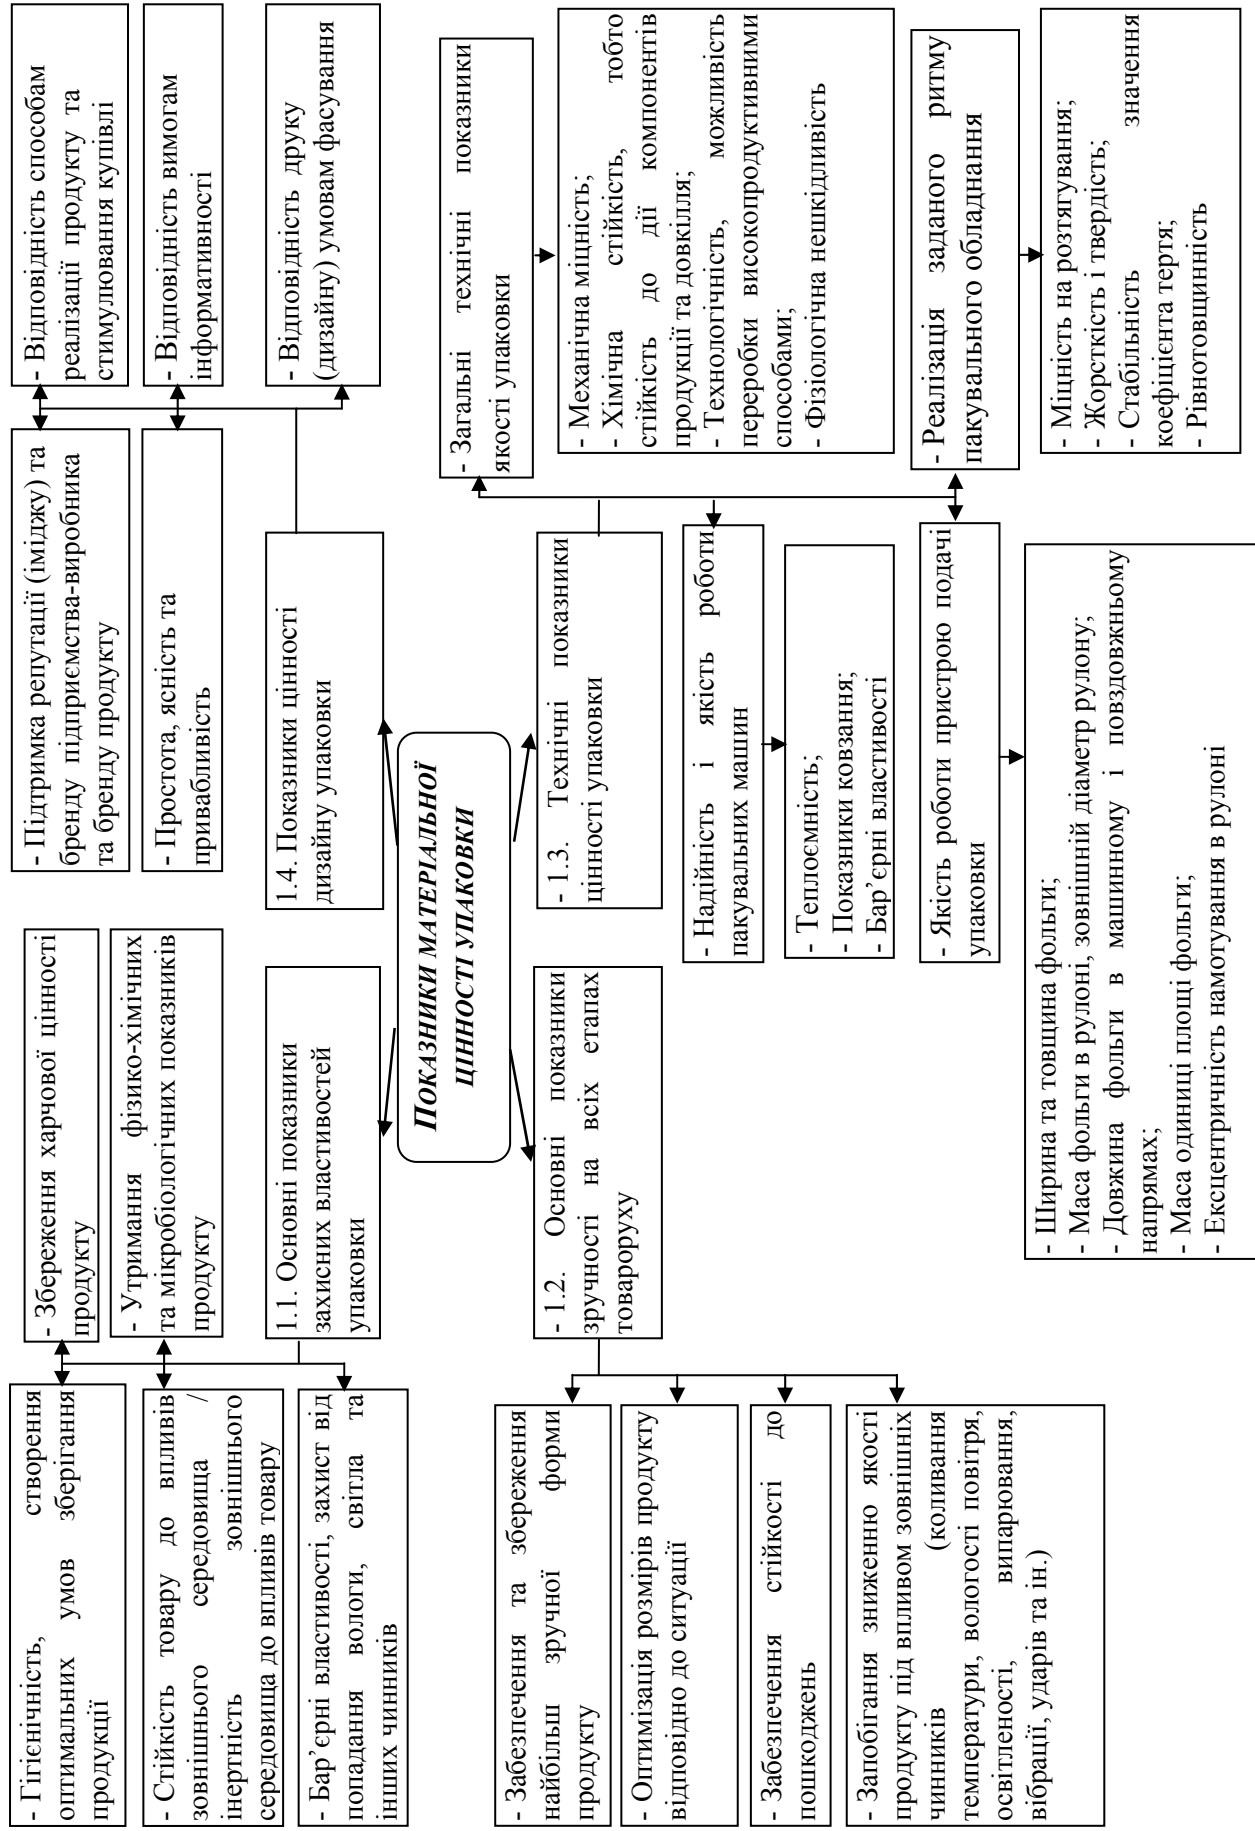 - Гігієнічність, створення
оптимальних умов зберігання
продукції
- Стійкість товару до впливів
зовнішнього середовища /
інертність зовнішнього
середовища до впливів товару
- Бар’єрні властивості, захист від
попадання вологи, світла та
інших чинників
- Збереження харчової цінності
продукту
- Утримання фізико-хімічних
та мікробіологічних показників
продукту
1.1. Основні показники
захисних властивостей
упаковки
- Підтримка репутації (іміджу) та
бренду підприємства-виробника
та бренду продукту
- Простота, ясність та
привабливість
1.4. Показники цінності
дизайну упаковки
- Відповідність способам
реалізації продукту та
стимулювання купівлі
- Відповідність вимогам
інформативності
- Відповідність друку
(дизайну) умовам фасування
ПОКАЗНИКИ МАТЕРІАЛЬНОЇ
ЦІННОСТІ УПАКОВКИ
- 1.2. Основні показники
зручності на всіх етапах
товароруху
- Забезпечення та збереження
найбільш зручної форми
продукту
- Оптимізація розмірів продукту
відповідно до ситуації
- Забезпечення стійкості до
пошкоджень
- Запобігання зниженню якості
продукту під впливом зовнішніх
чинників (коливання
температури, вологості повітря,
освітленості, випарювання,
вібрації, ударів та ін.)
- 1.3. Технічні показники
цінності упаковки
- Загальні технічні показники
якості упаковки
- Механічна міцність;
- Хімічна стійкість, тобто
стійкість до дії компонентів
продукції та довкілля;
- Технологічність, можливість
переробки високопродуктивними
способами;
- Фізіологічна нешкідливість
- Надійність і якість роботи
пакувальних машин
- Теплоємність;
- Показники ковзання;
- Бар’єрні властивості
- Реалізація заданого ритму
пакувального обладнання
- Міцність на розтягування;
- Жорсткість і твердість;
- Стабільність значення
коефіцієнта тертя;
- Рівнотовщинність
- Якість роботи пристрою подачі
упаковки
- Ширина та товщина фольги;
- Маса фольги в рулоні, зовнішній діаметр рулону;
- Довжина фольги в машинному і повздовжньому
напрямах;
- Маса одиниці площі фольги;
- Ексцентричність намотування в рулоні